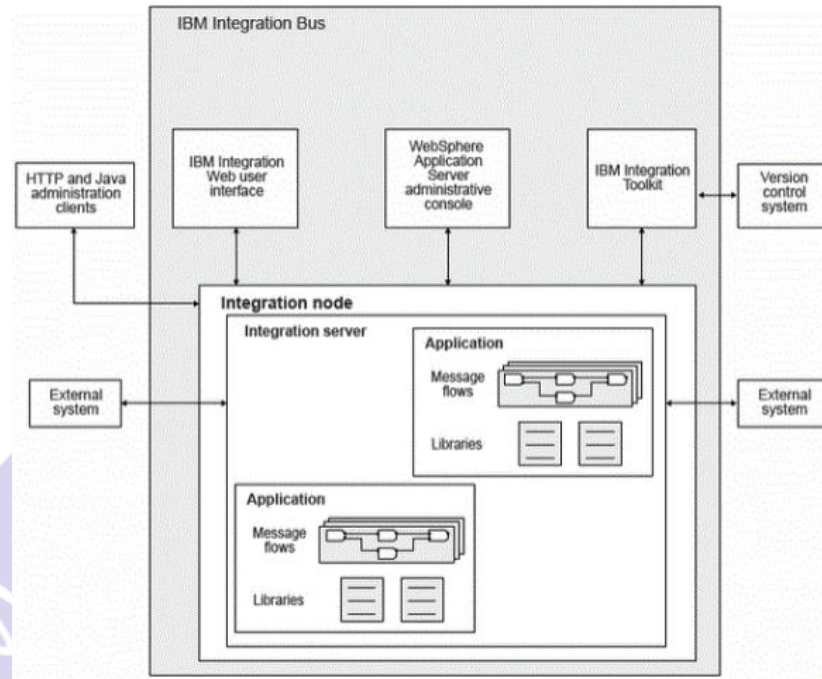 IBM Integration Bus
HTTP and Java
administration
clients
IBM Integration
Web user
interface
WebSphere
Application
Server
administrative
console
IBM Integration
Toolkit
Version
control
system
Integration node
Integration server
Application
Message
flows
Libraries
External
system
External
system
Application
Message
flows
Libraries